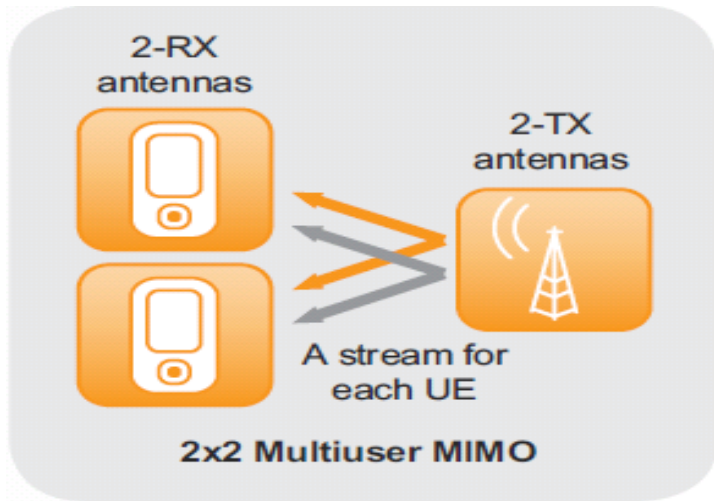 2-RX
antennas
2-TX
antennas
A stream for
each UE
2x2 Multiuser MIMO